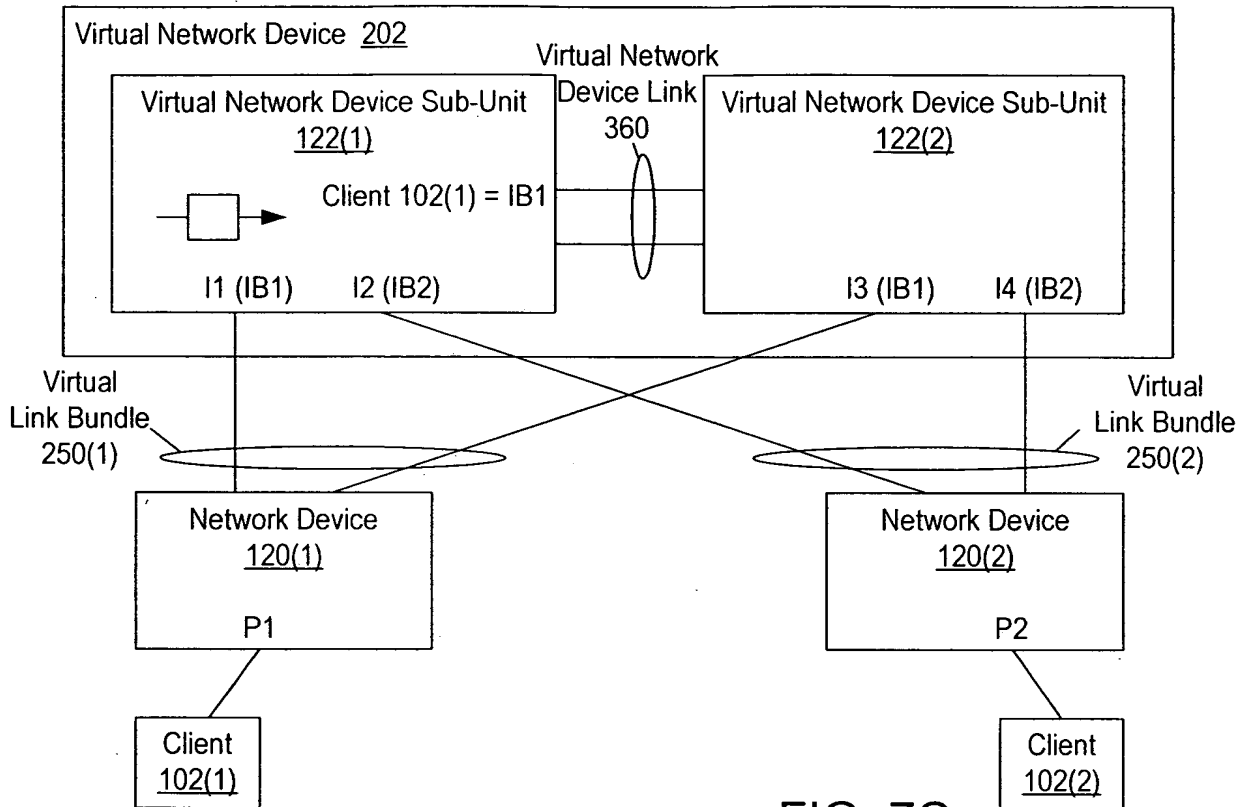 Virtual Network Device 202
Virtual Network
Device Link
360
Virtual Network Device Sub-Unit
122(1)
Client 102(1) = IB1
I1 (IB1) I2 (IB2)
Virtual Network Device Sub-Unit
122(2)
I3 (IB1) I4 (IB2)
Virtual
Link Bundle
250(1)
Virtual
Link Bundle
250(2)
Network Device
120(1)
P1
Network Device
120(2)
P2
Client
102(1)
Client
102(2)